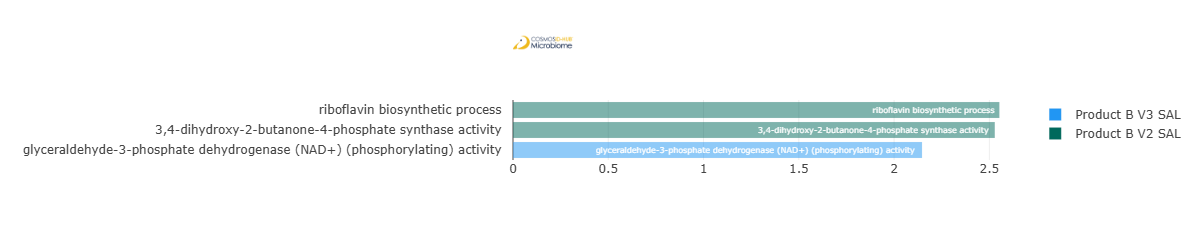 COSMOSID-HUB
Microbiome
riboflavin biosynthetic process
riboflavin biosynthetic process
3,4-dihydroxy-2-butanone-4-phosphate synthase activity
3,4-dihydroxy-2-butanone-4-phosphate synthase activity
glyceraldehyde-3-phosphate dehydrogenase (NAD+) (phosphorylating) activity
glyceraldehyde-3-phosphate dehydrogenase (NAD+) (phosphorylating) activity
0 0.5 1 1.5 2 2.5
Product B V3 SAL
Product B V2 SAL